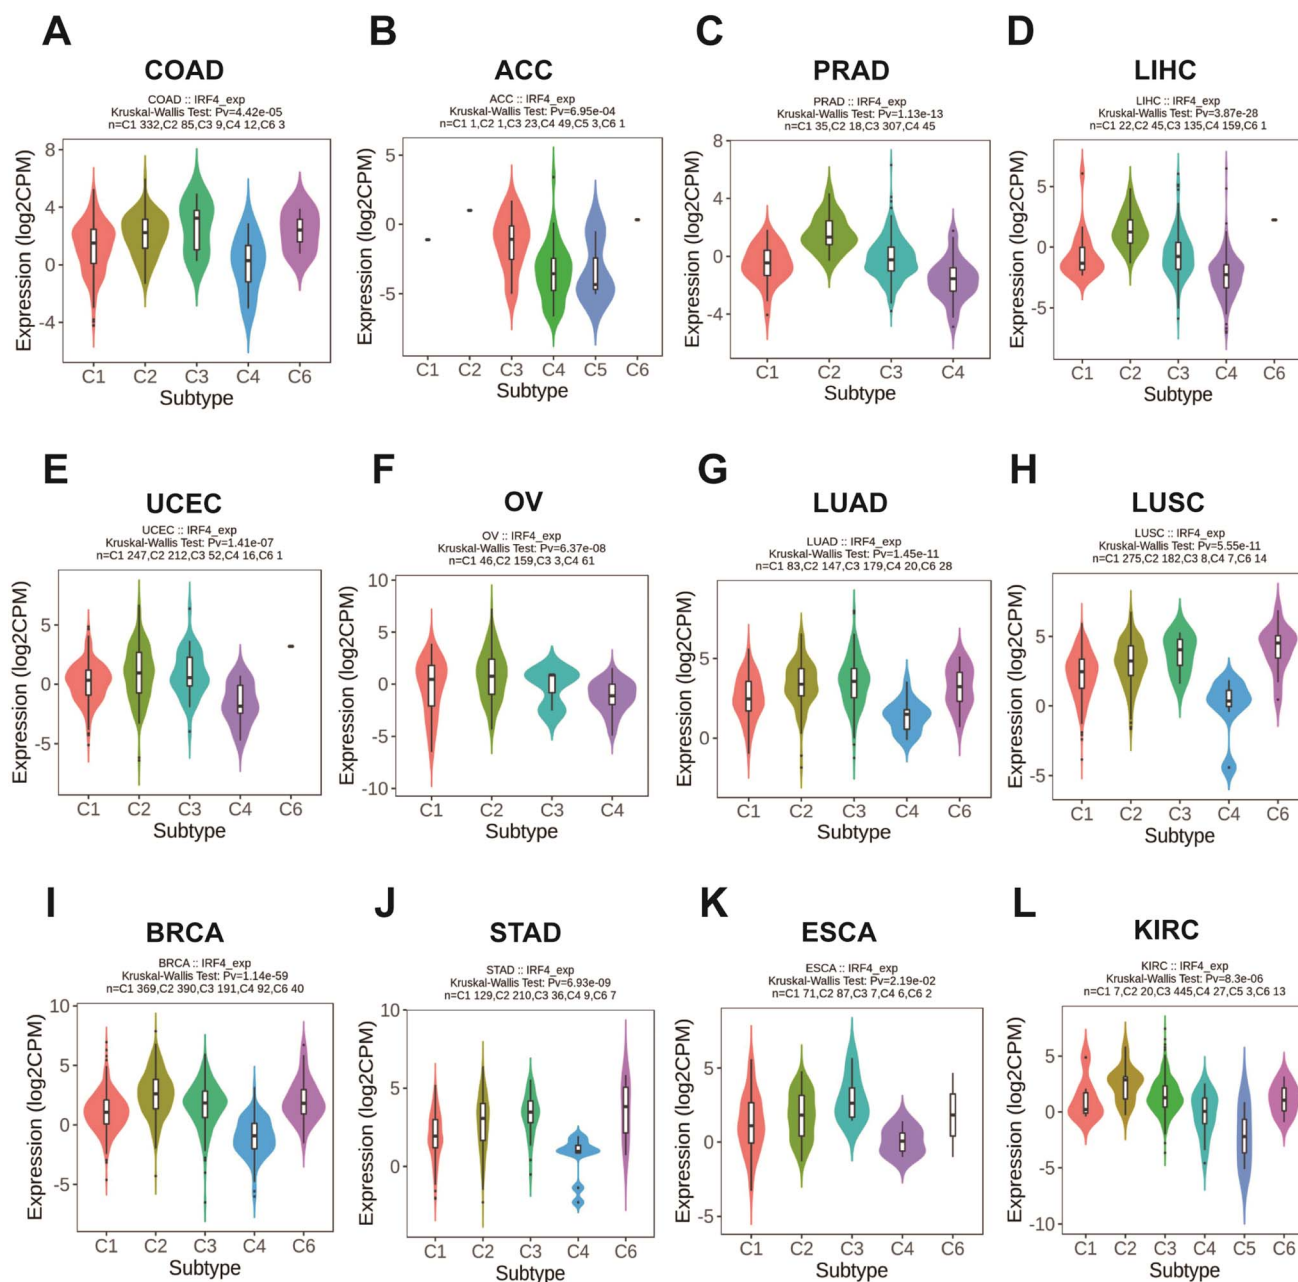 A
COAD
COAD :: IRF4_exp
Kruskal-Wallis Test: Pv=4.42e-05
n=C1 332,C2 85,C3 9,C4 12,C6 3
Expression (log2CPM)
8
4
0
-4
C1 C2 C3 C4 C6
Subtype
B
ACC
ACC :: IRF4_exp
Kruskal-Wallis Test: Pv=6.95e-04
n=C1 1,C2 1,C3 23,C4 49,C5 3,C6 1
Expression (log2CPM)
5
0
-5
C1 C2 C3 C4 C5 C6
Subtype
C
PRAD
PRAD :: IRF4_exp
Kruskal-Wallis Test: Pv=1.13e-13
n=C1 35,C2 18,C3 307,C4 45
Expression (log2CPM)
8
4
0
-4
C1 C2 C3 C4
Subtype
D
LIHC
LIHC :: IRF4_exp
Kruskal-Wallis Test: Pv=3.87e-28
n=C1 22,C2 45,C3 135,C4 159,C6 1
Expression (log2CPM)
5
0
-5
C1 C2 C3 C4 C6
Subtype
E
UCEC
UCEC :: IRF4_exp
Kruskal-Wallis Test: Pv=1.41e-07
n=C1 247,C2 212,C3 52,C4 16,C6 1
Expression (log2CPM)
5
0
-5
C1 C2 C3 C4 C6
Subtype
F
OV
OV :: IRF4_exp
Kruskal-Wallis Test: Pv=6.37e-08
n=C1 46,C2 159,C3 3,C4 61
Expression (log2CPM)
10
5
0
-5
-10
C1 C2 C3 C4
Subtype
G
LUAD
LUAD :: IRF4_exp
Kruskal-Wallis Test: Pv=1.45e-11
n=C1 83,C2 147,C3 179,C4 20,C6 28
Expression (log2CPM)
5
0
C1 C2 C3 C4 C6
Subtype
H
LUSC
LUSC :: IRF4_exp
Kruskal-Wallis Test: Pv=5.55e-11
n=C1 275,C2 182,C3 8,C4 7,C6 14
Expression (log2CPM)
5
0
-5
C1 C2 C3 C4 C6
Subtype
I
BRCA
BRCA :: IRF4_exp
Kruskal-Wallis Test: Pv=1.14e-59
n=C1 369,C2 390,C3 191,C4 92,C6 40
Expression (log2CPM)
10
5
0
-5
C1 C2 C3 C4 C6
Subtype
J
STAD
STAD :: IRF4_exp
Kruskal-Wallis Test: Pv=6.93e-09
n=C1 129,C2 210,C3 36,C4 9,C6 7
Expression (log2CPM)
10
5
0
C1 C2 C3 C4 C6
Subtype
K
ESCA
ESCA :: IRF4_exp
Kruskal-Wallis Test: Pv=2.19e-02
n=C1 71,C2 87,C3 7,C4 6,C6 2
Expression (log2CPM)
5
0
-5
C1 C2 C3 C4 C6
Subtype
L
KIRC
KIRC :: IRF4_exp
Kruskal-Wallis Test: Pv=8.3e-06
n=C1 7,C2 20,C3 445,C4 27,C5 3,C6 13
Expression (log2CPM)
5
0
-5
-10
C1 C2 C3 C4 C5 C6
Subtype